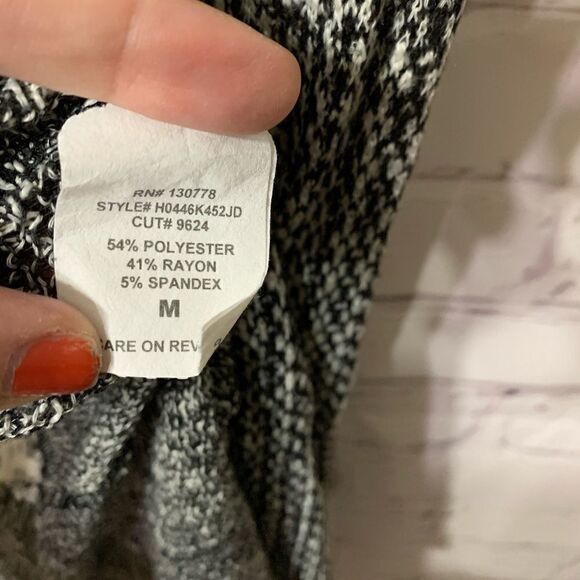 RN# 130778
STYLE# H0446K452JD
CUT# 9624
54% POLYESTER
41% RAYON
5% SPANDEX
M
ARE ON REV